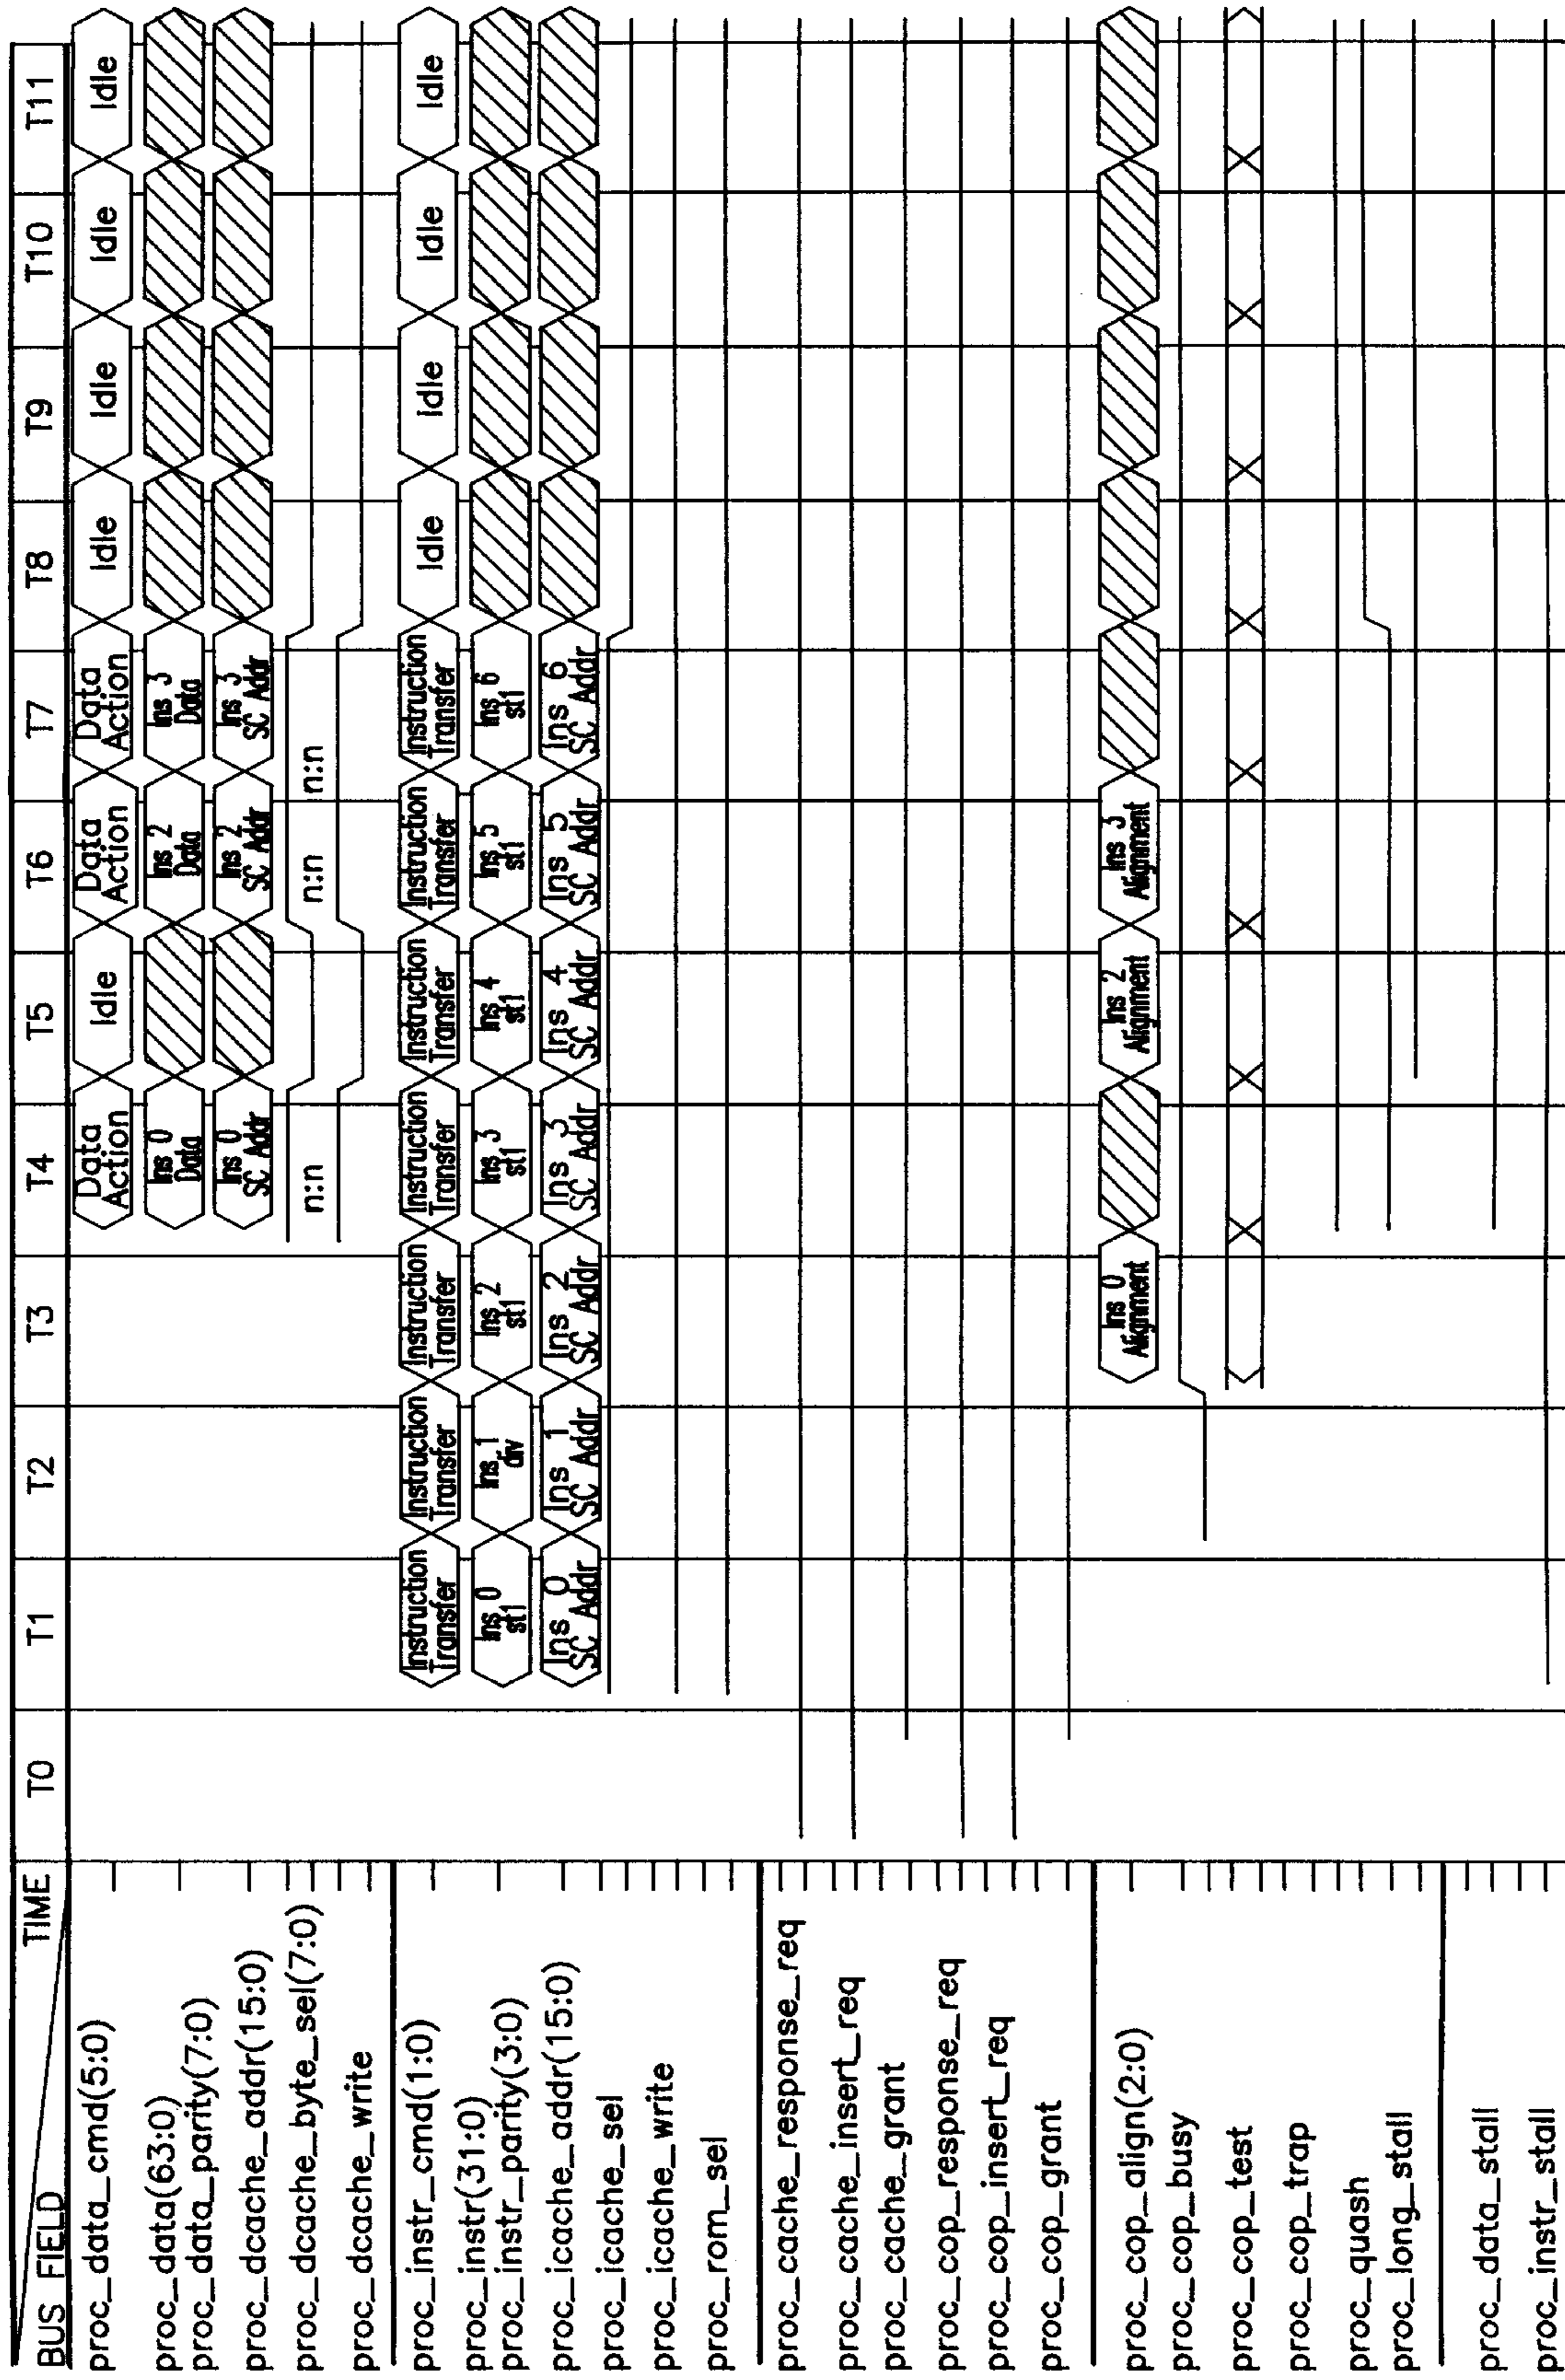 BUS FIELD TIME T0 T1 T2 T3 T4 T5 T6 T7 T8 T9 T10 T11
proc_data_cmd(5:0) Data Action Idle Data Action Data Action Idle Idle Idle Idle
proc_data(63:0) Ins 0 Data Ins 2 Data Ins 3 Data
proc_data_parity(7:0)
proc_dcache_addr(15:0) Ins 0 SC Addr Ins 2 SC Addr Ins 3 SC Addr
proc_dcache_byte_sel(7:0) n:n n:n n:n
proc_dcache_write
proc_instr_cmd(1:0) Instruction Transfer Instruction Transfer Instruction Transfer Instruction Transfer Instruction Transfer Instruction Transfer Instruction Transfer Idle Idle Idle Idle
proc_instr(31:0) Ins 0 st1 Ins 1 div Ins 2 st1 Ins 3 st1 Ins 4 st1 Ins 5 st1 Ins 6 st1
proc_instr_parity(3:0)
proc_icache_addr(15:0) Ins 0 SC Addr Ins 1 SC Addr Ins 2 SC Addr Ins 3 SC Addr Ins 4 SC Addr Ins 5 SC Addr Ins 6 SC Addr
proc_icache_sel
proc_icache_write
proc_rom_sel
proc_cache_response_req
proc_cache_insert_req
proc_cache_grant
proc_cop_response_req
proc_cop_insert_req
proc_cop_grant
proc_cop_align(2:0) Ins 0 Alignment Ins 2 Alignment Ins 3 Alignment
proc_cop_busy
proc_cop_test
proc_cop_trap
proc_quash
proc_long_stall
proc_data_stall
proc_instr_stall